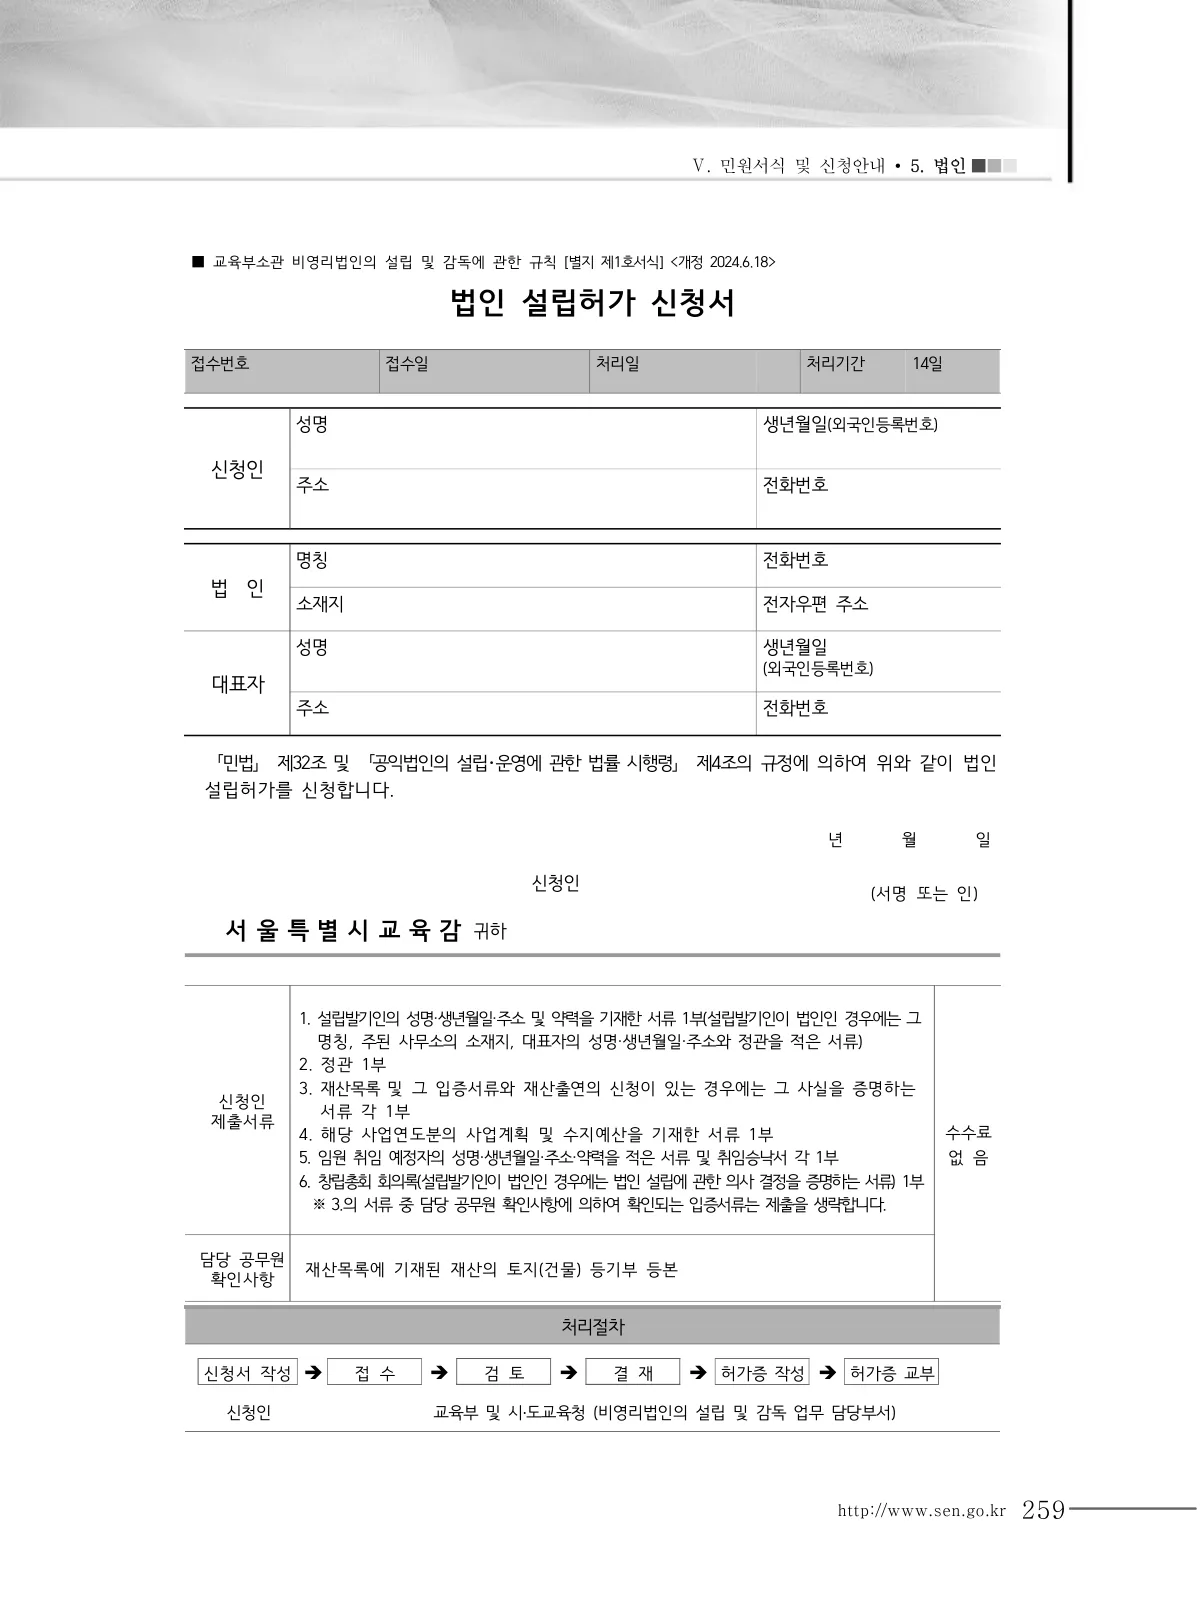 Ⅴ. 민원서식 및 신청안내 • 5. 법인
■ 교육부소관 비영리법인의 설립 및 감독에 관한 규칙 [별지 제1호서식] <개정 2024.6.18>
법인 설립허가 신청서
접수번호 접수일 처리일 처리기간 14일
신청인
성명 생년월일(외국인등록번호)
주소 전화번호
법 인
명칭 전화번호
소재지 전자우편 주소
대표자
성명 생년월일
(외국인등록번호)
주소 전화번호
「민법」 제32조 및 「공익법인의 설립·운영에 관한 법률 시행령」 제4조의 규정에 의하여 위와 같이 법인
설립허가를 신청합니다.
년 월 일
신청인 (서명 또는 인)
서울특별시교육감 귀하
신청인
제출서류
1. 설립발기인의 성명·생년월일·주소 및 약력을 기재한 서류 1부(설립발기인이 법인인 경우에는 그
명칭, 주된 사무소의 소재지, 대표자의 성명·생년월일·주소와 정관을 적은 서류)
2. 정관 1부
3. 재산목록 및 그 입증서류와 재산출연의 신청이 있는 경우에는 그 사실을 증명하는
서류 각 1부
4. 해당 사업연도분의 사업계획 및 수지예산을 기재한 서류 1부
5. 임원 취임 예정자의 성명·생년월일·주소·약력을 적은 서류 및 취임승낙서 각 1부
6. 창립총회 회의록(설립발기인이 법인인 경우에는 법인 설립에 관한 의사 결정을 증명하는 서류) 1부
※ 3.의 서류 중 담당 공무원 확인사항에 의하여 확인되는 입증서류는 제출을 생략합니다.
수수료
없 음
담당 공무원
확인사항
재산목록에 기재된 재산의 토지(건물) 등기부 등본
처리절차
신청서 작성 ➔ 접 수 ➔ 검 토 ➔ 결 재 ➔ 허가증 작성 ➔ 허가증 교부
신청인 교육부 및 시·도교육청 (비영리법인의 설립 및 감독 업무 담당부서)
http://www.sen.go.kr 259